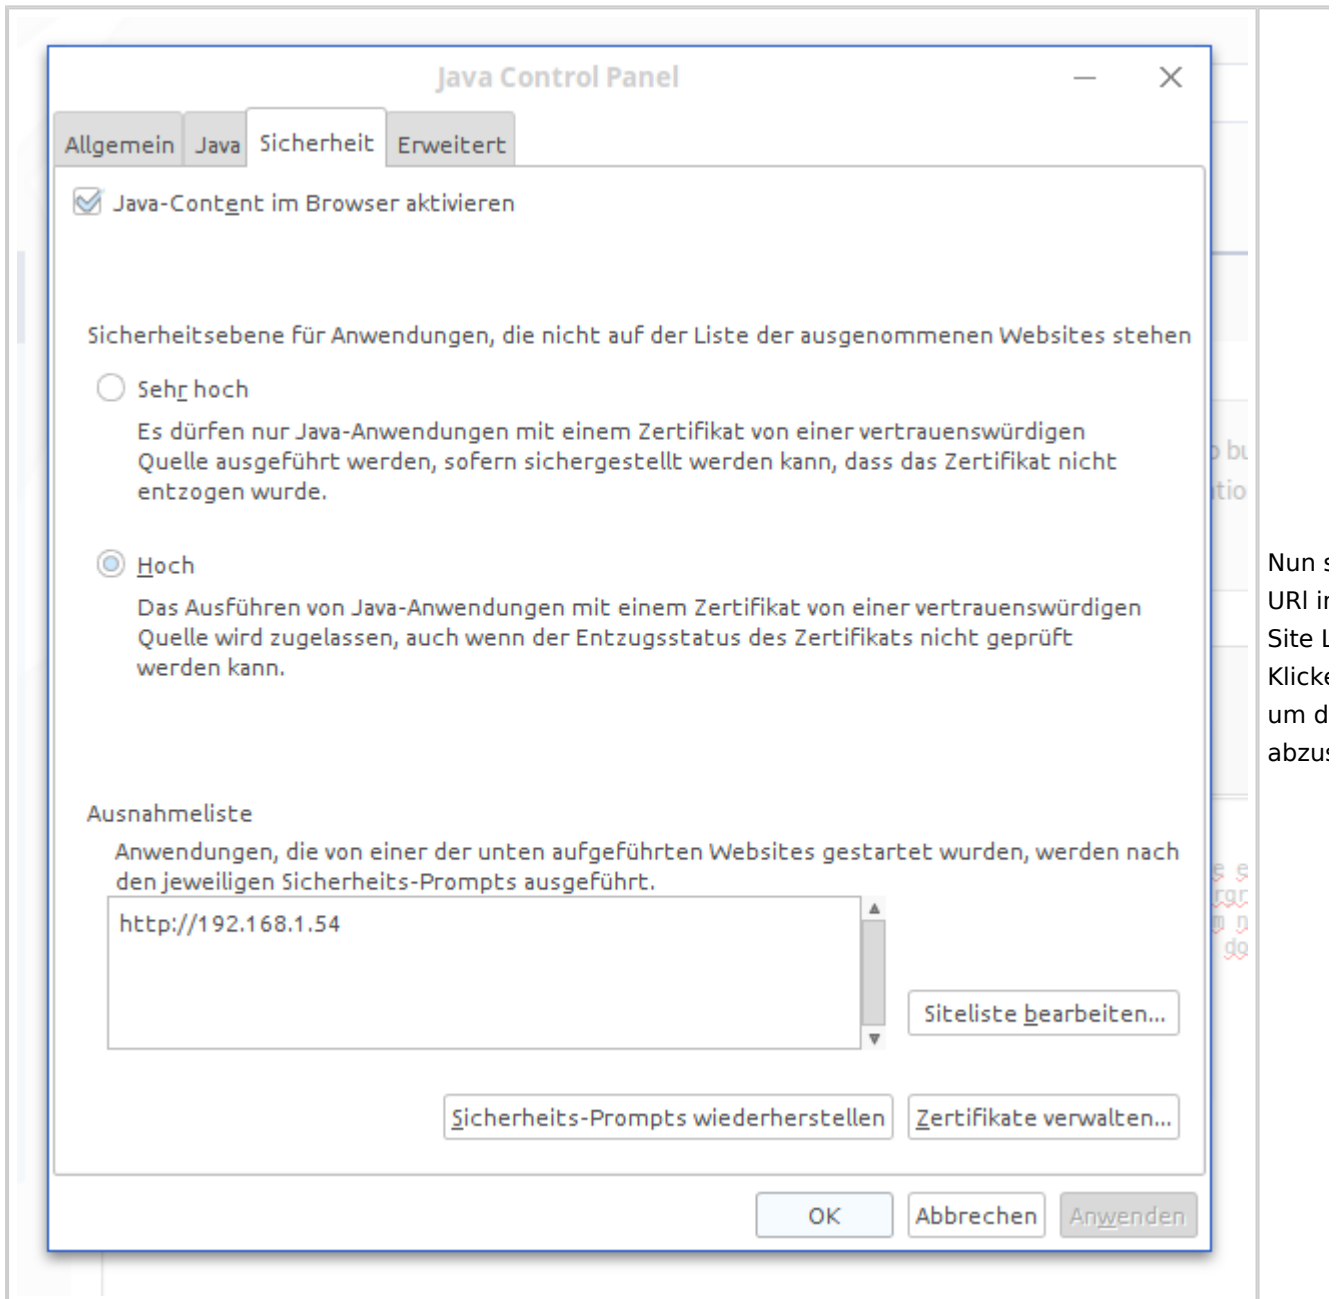 Java Control Panel
Allgemein Java Sicherheit Erweitert
Java-Content im Browser aktivieren
Sicherheitsebene für Anwendungen, die nicht auf der Liste der ausgenommenen Websites stehen
Sehr hoch
Es dürfen nur Java-Anwendungen mit einem Zertifikat von einer vertrauenswürdigen
Quelle ausgeführt werden, sofern sichergestellt werden kann, dass das Zertifikat nicht
entzogen wurde.
Hoch
Das Ausführen von Java-Anwendungen mit einem Zertifikat von einer vertrauenswürdigen
Quelle wird zugelassen, auch wenn der Entzugsstatus des Zertifikats nicht geprüft
werden kann.
Ausnahmeliste
Anwendungen, die von einer der unten aufgeführten Websites gestartet wurden, werden nach
den jeweiligen Sicherheits-Prompts ausgeführt.
http://192.168.1.54
Siteliste bearbeiten...
Sicherheits-Prompts wiederherstellen Zertifikate verwalten...
OK Abbrechen Anwenden
Nun
URl
Site
um